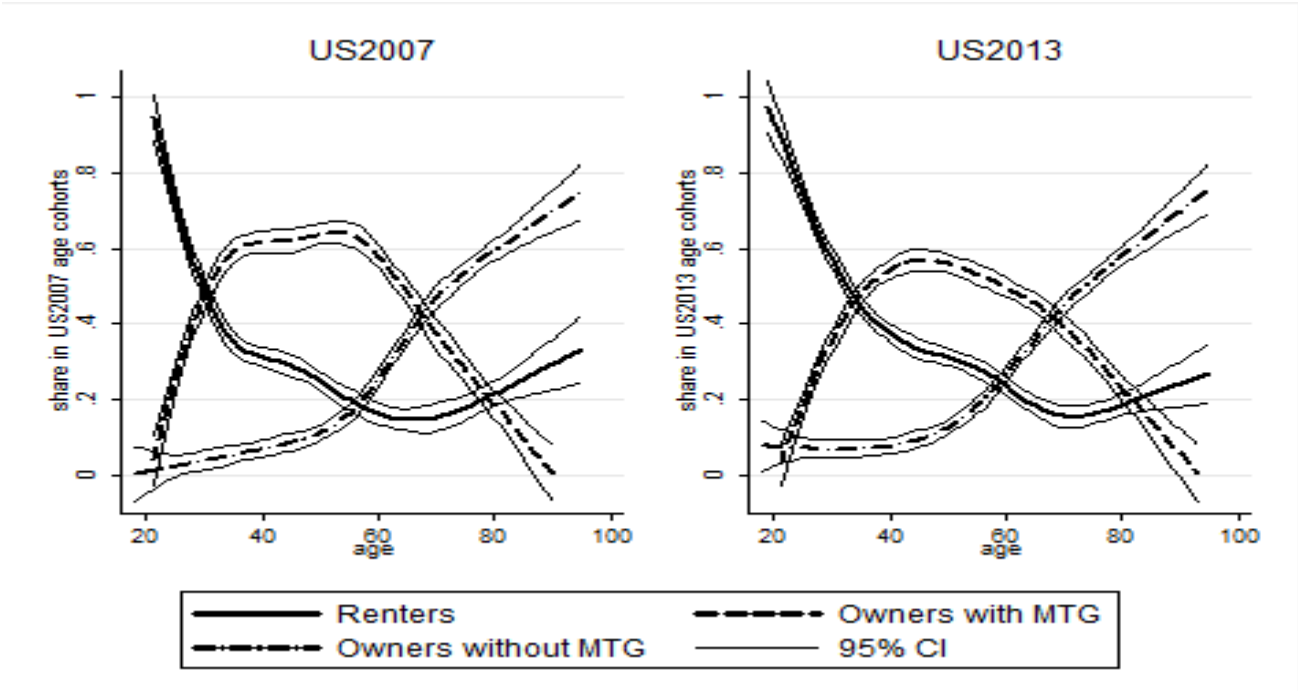 US2007
US2013
share in US2007 age cohorts
1
.8
.6
.4
.2
0
20 40 60 80 100
age
share in US2013 age cohorts
1
.8
.6
.4
.2
0
20 40 60 80 100
age
Renters
Owners with MTG
Owners without MTG
95% CI